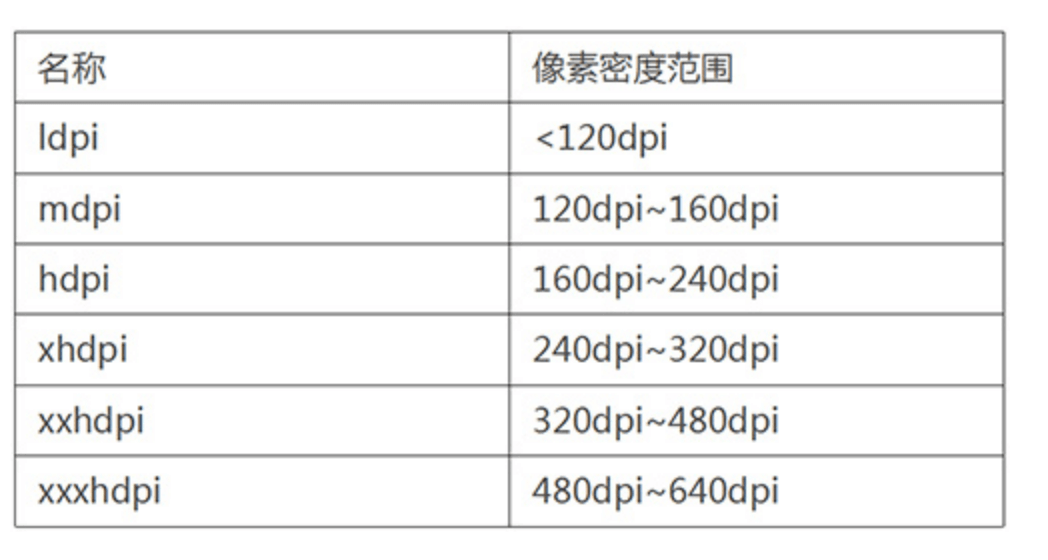 名称 像素密度范围
ldpi <120dpi
mdpi 120dpi~160dpi
hdpi 160dpi~240dpi
xhdpi 240dpi~320dpi
xxhdpi 320dpi~480dpi
xxxhdpi 480dpi~640dpi